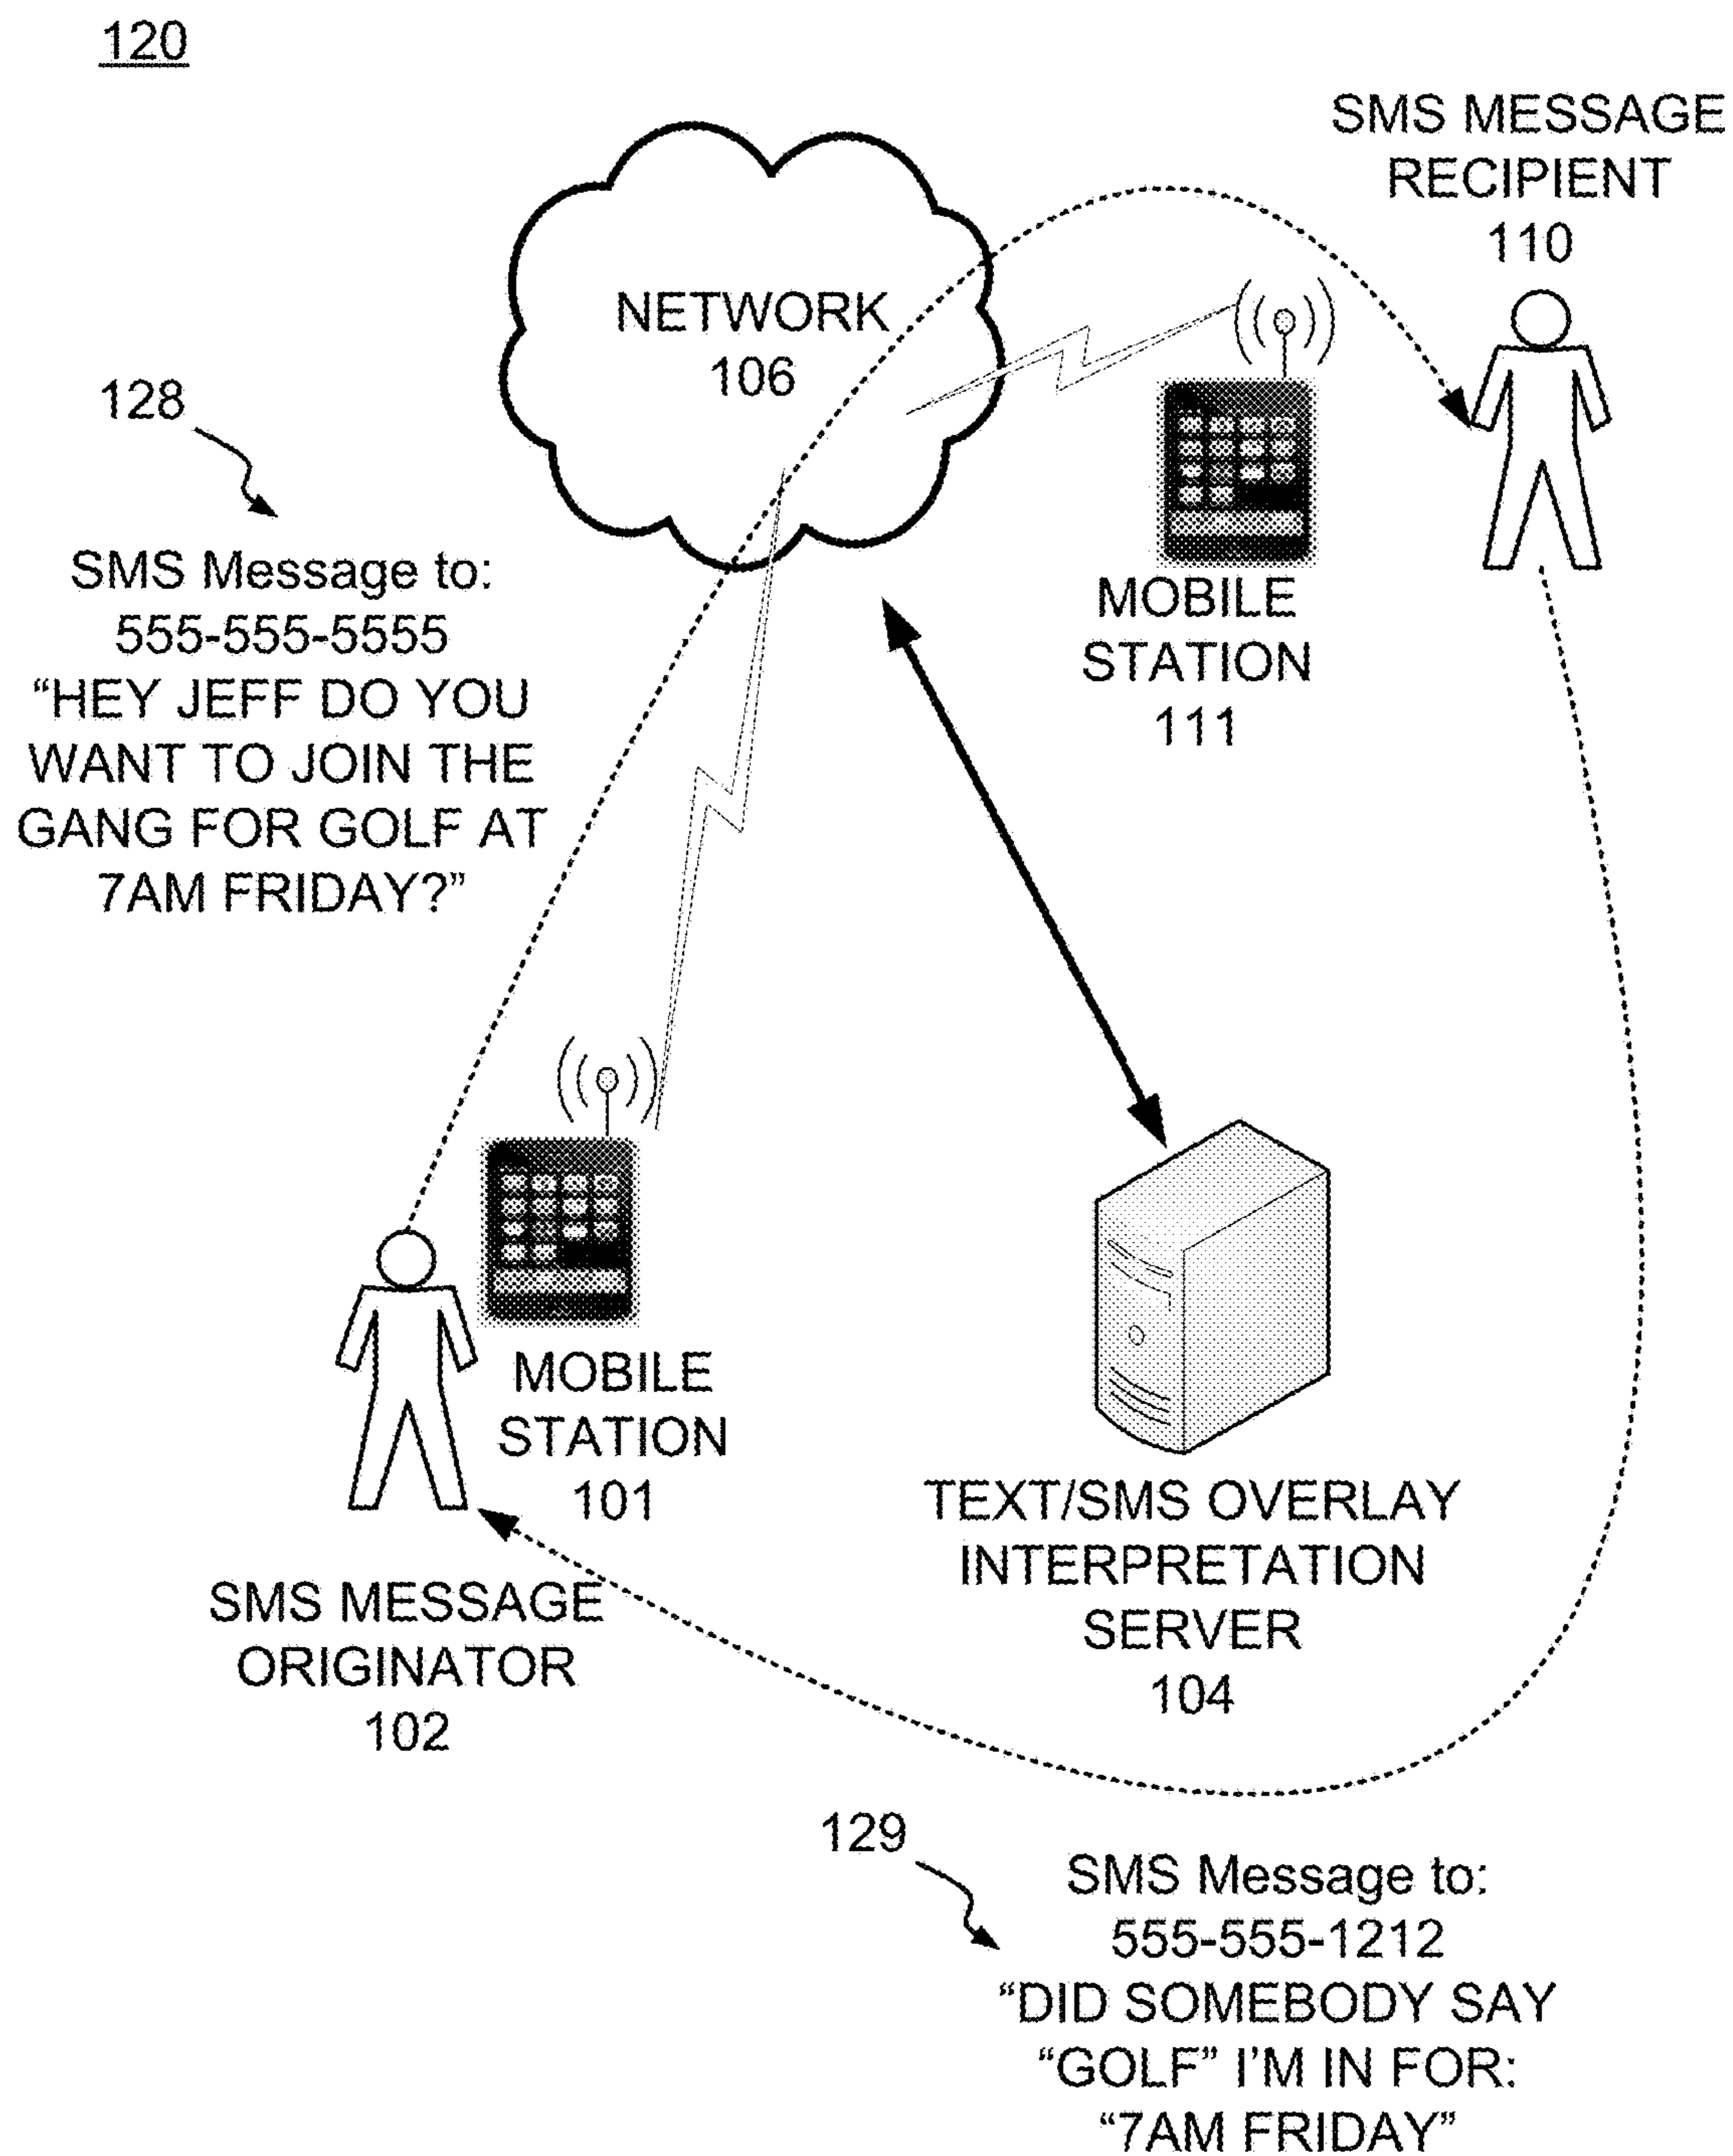 120
SMS MESSAGE
RECIPIENT
110
NETWORK
106
128
SMS Message to:
555-555-5555
“HEY JEFF DO YOU
WANT TO JOIN THE
GANG FOR GOLF AT
7AM FRIDAY?”
MOBILE
STATION
111
MOBILE
STATION
101
SMS MESSAGE
ORIGINATOR
102
TEXT/SMS OVERLAY
INTERPRETATION
SERVER
104
129
SMS Message to:
555-555-1212
“DID SOMEBODY SAY
“GOLF” I’M IN FOR:
“7AM FRIDAY”